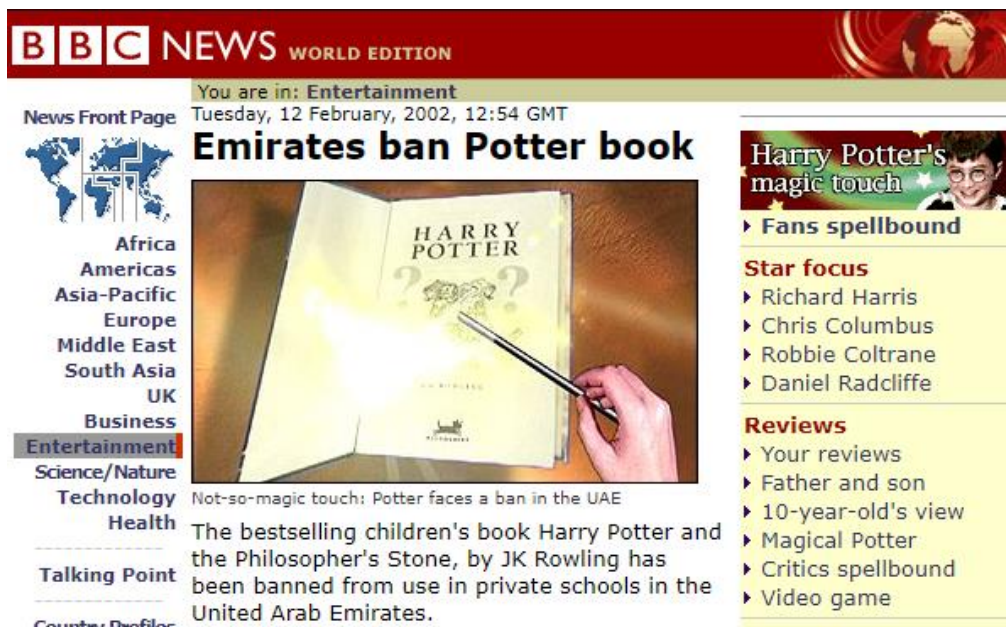 BBC NEWS WORLD EDITION
You are in: Entertainment
News Front Page
Africa
Americas
Asia-Pacific
Europe
Middle East
South Asia
UK
Business
Entertainment
Science/Nature
Technology
Health
Talking Point
Country Profiles
Tuesday, 12 February, 2002, 12:54 GMT
Emirates ban Potter book
HARRY
POTTER
? ?
Not-so-magic touch: Potter faces a ban in the UAE
The bestselling children's book Harry Potter and
the Philosopher's Stone, by JK Rowling has
been banned from use in private schools in the
United Arab Emirates.
Harry Potter's
magic touch
Fans spellbound
Star focus
Richard Harris
Chris Columbus
Robbie Coltrane
Daniel Radcliffe
Reviews
Your reviews
Father and son
10-year-old's view
Magical Potter
Critics spellbound
Video game